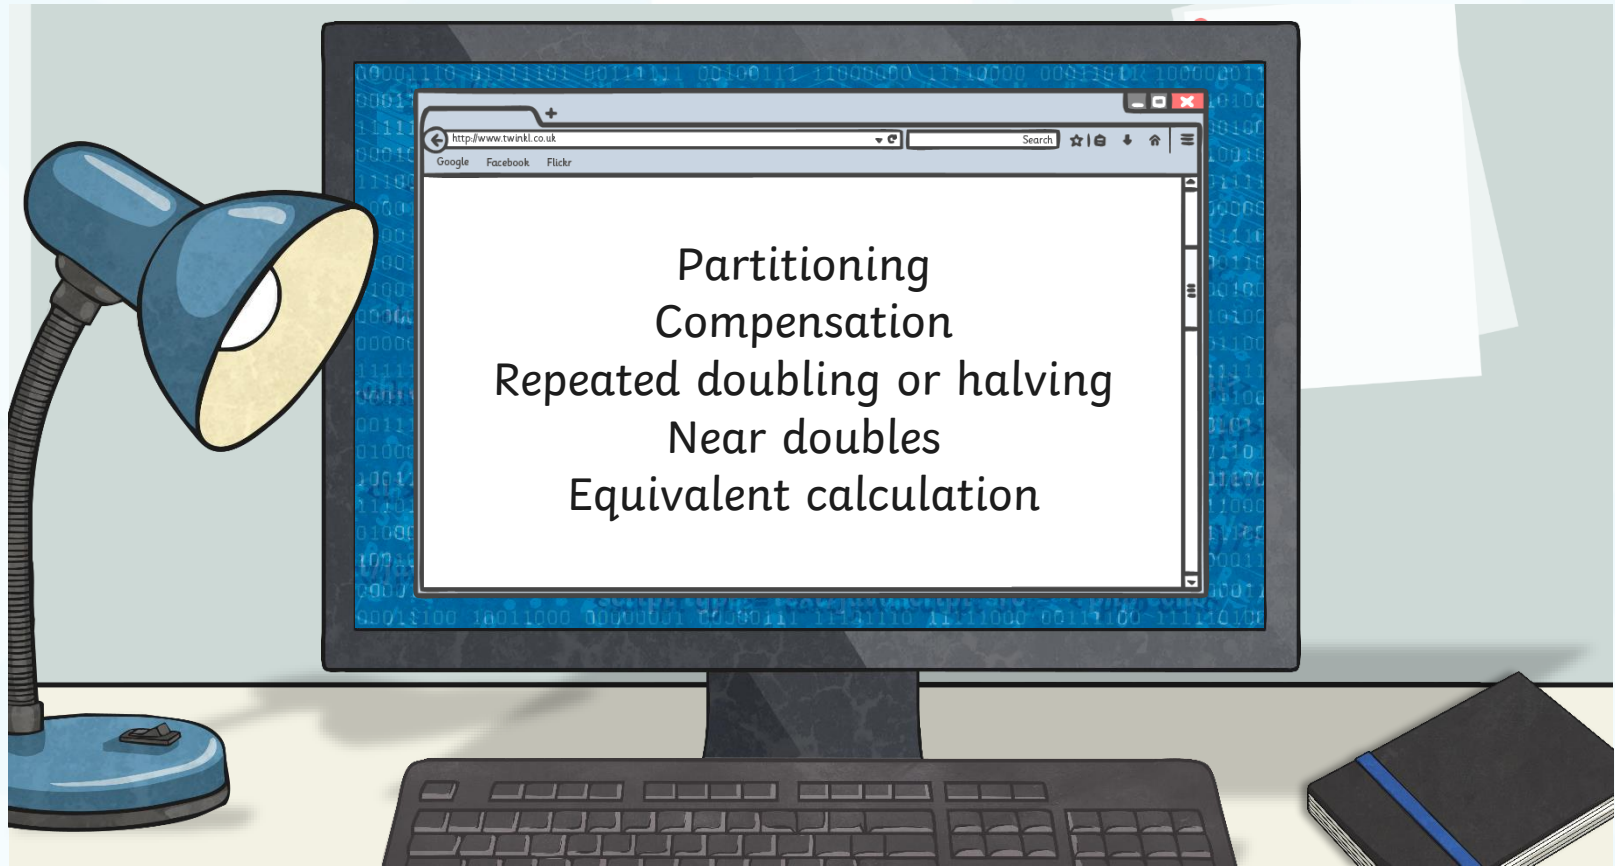 http://www.twinkl.co.uk
Search
Google Facebook Flickr
Partitioning
Compensation
Repeated doubling or halving
Near doubles
Equivalent calculation